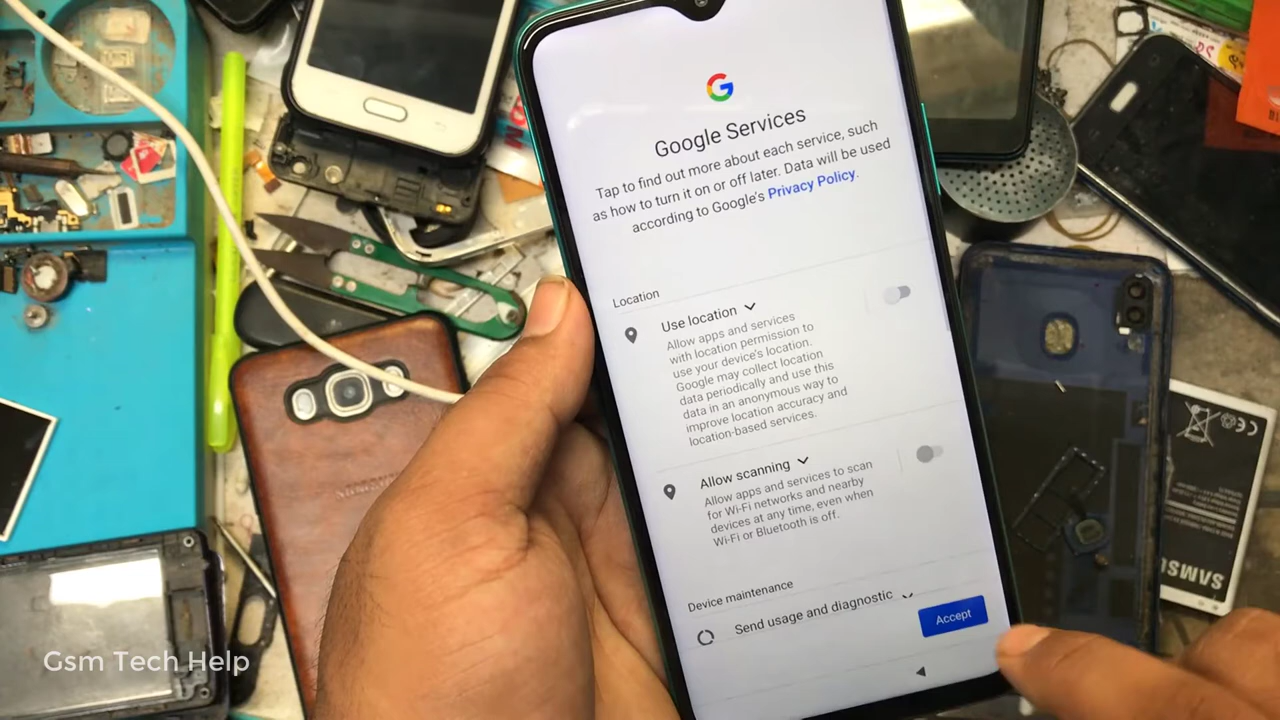 Google Services
Tap to find out more about each service, such
as how to turn it on or off later. Data will be used
according to Google's Privacy Policy.
Location
Use location
Allow apps and services
with location permission to
use your device's location.
Google may collect location
data periodically and use this
data in an anonymous way to
improve location accuracy and
location-based services.
Allow scanning
Allow apps and services to scan
for Wi-Fi networks and nearby
devices at any time, even when
Wi-Fi or Bluetooth is off.
Device maintenance
Send usage and diagnostic
Accept
SAMSUNG
Gsm Tech Help